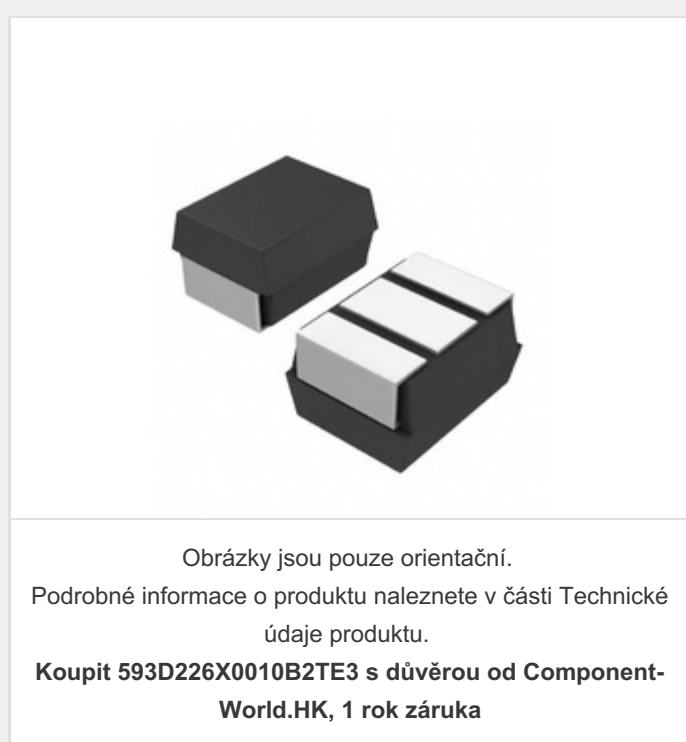 Obrázky jsou pouze orientační.
Podrobné informace o produktu naleznete v části Technické
údaje produktu.
Koupit 593D226X0010B2TE3 s důvěrou od Component-
World.HK, 1 rok záruka